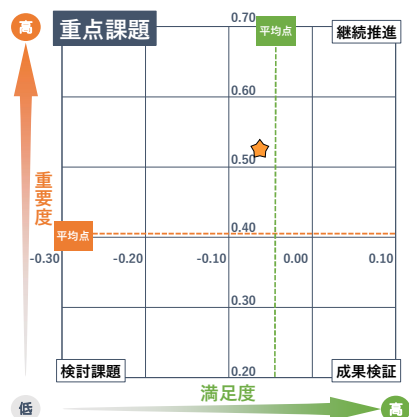 高
重点課題
0.70
平均点
継続推進
0.60
0.50
重要度
平均点
0.40
-0.30
-0.20
-0.10
0.00
0.10
0.30
検討課題
0.20
成果検証
低
満足度
高